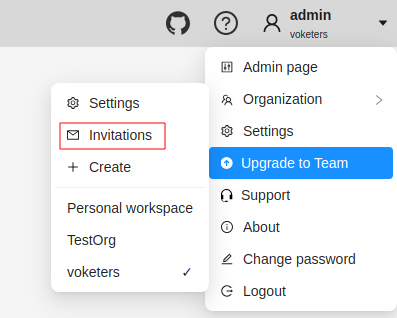 admin
voketers
Admin page
Organization
Settings
Upgrade to Team
Support
About
Change password
Logout
Settings
Invitations
Create
Personal workspace
TestOrg
voketers